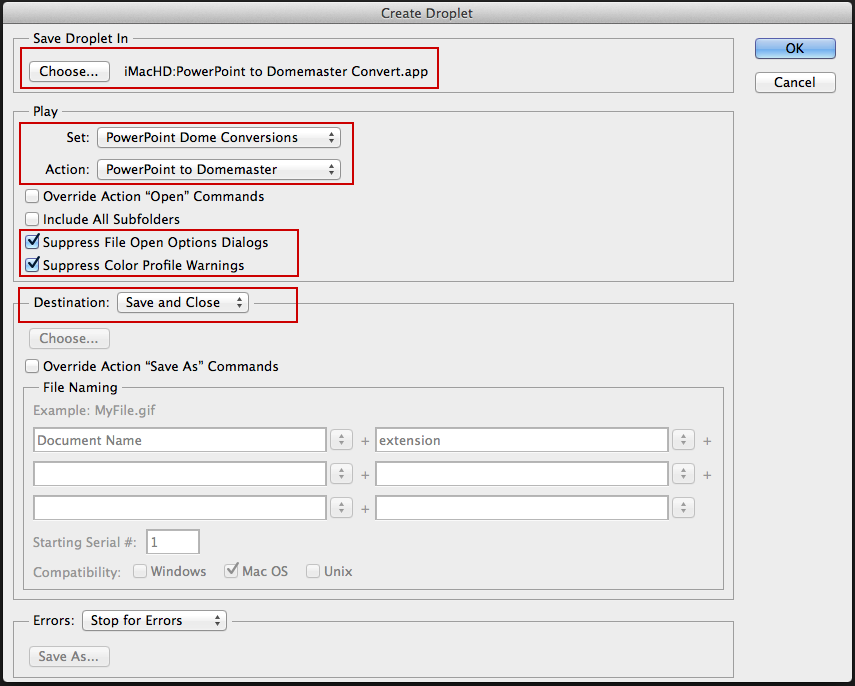 Create Droplet
Save Droplet In
OK
Choose... iMacHD:PowerPoint to Domemaster Convert.app
Cancel
Play
Set: PowerPoint Dome Conversions
Action: PowerPoint to Domemaster
Override Action “Open” Commands
Include All Subfolders
Suppress File Open Options Dialogs
Suppress Color Profile Warnings
Destination: Save and Close
Choose...
Override Action “Save As” Commands
File Naming
Example: MyFile.gif
Document Name + extension +
+ +
+
Starting Serial #: 1
Compatibility: Windows Mac OS Unix
Errors: Stop for Errors
Save As...